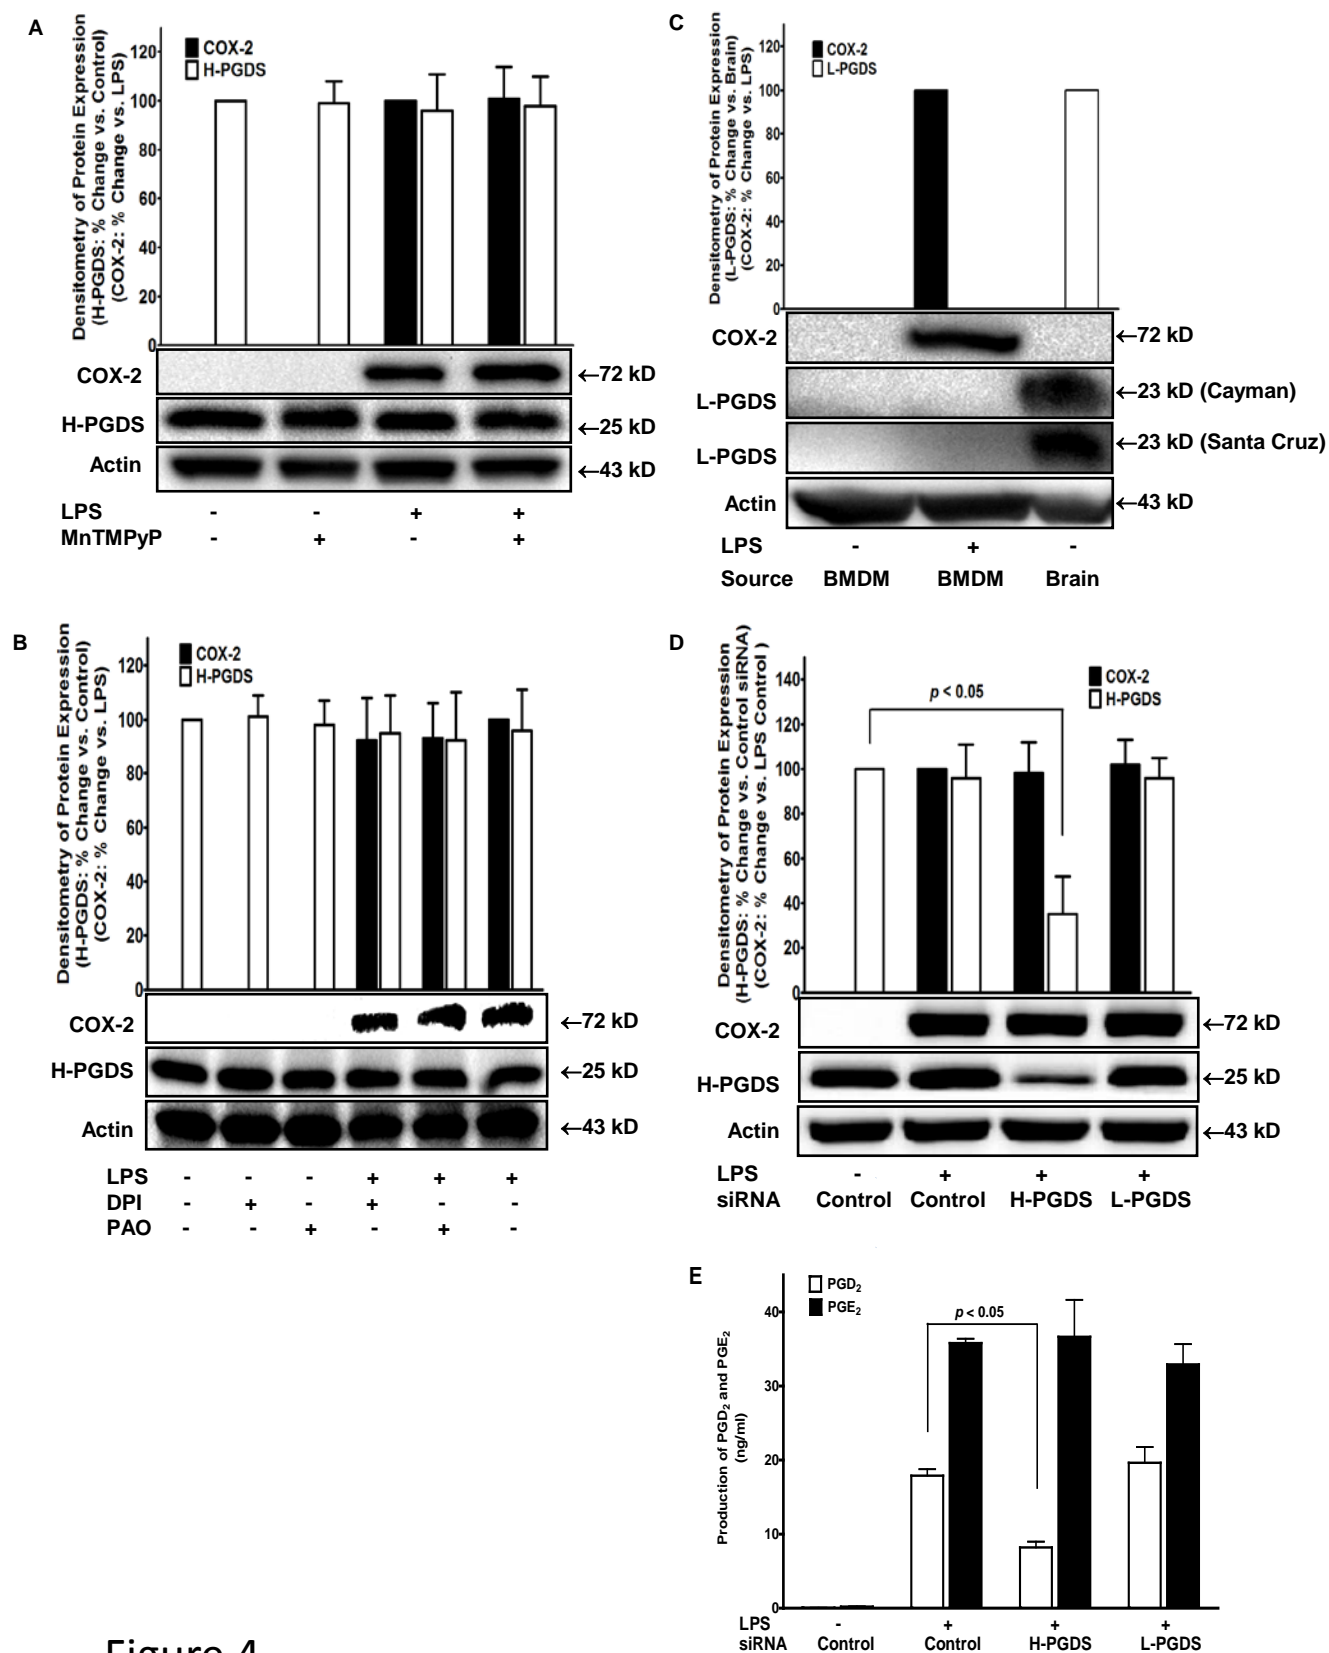 A
Densitometry of Protein Expression
(H-PGDS: % Change vs. Control)
(COX-2: % Change vs. LPS)
COX-2
H-PGDS
120
100
80
60
40
20
0
COX-2
←72 kD
H-PGDS
←25 kD
Actin
←43 kD
LPS - - + +
MnTMPyP - + - +
C
Densitometry of Protein Expression
(L-PGDS: % Change vs. Brain)
(COX-2: % Change vs. LPS)
COX-2
L-PGDS
120
100
80
60
40
20
0
COX-2
←72 kD
L-PGDS
←23 kD (Cayman)
L-PGDS
←23 kD (Santa Cruz)
Actin
←43 kD
LPS - + -
Source BMDM BMDM Brain
B
Densitometry of Protein Expression
(H-PGDS: % Change vs. Control)
(COX-2: % Change vs. LPS)
COX-2
H-PGDS
120
100
80
60
40
20
0
COX-2
←72 kD
H-PGDS
←25 kD
Actin
←43 kD
LPS - - - + + +
DPI - + - + - -
PAO - - + - + -
D
Densitometry of Protein Expression
(H-PGDS: % Change vs. Control siRNA)
(COX-2: % Change vs. LPS Control )
COX-2
H-PGDS
p < 0.05
140
120
100
80
60
40
20
0
COX-2
←72 kD
H-PGDS
←25 kD
Actin
←43 kD
LPS - + + +
siRNA Control Control H-PGDS L-PGDS
E
Production of PGD2 and PGE2
(ng/ml)
PGD2
PGE2
p < 0.05
40
30
20
10
0
LPS - + + +
siRNA Control Control H-PGDS L-PGDS
Figure 4